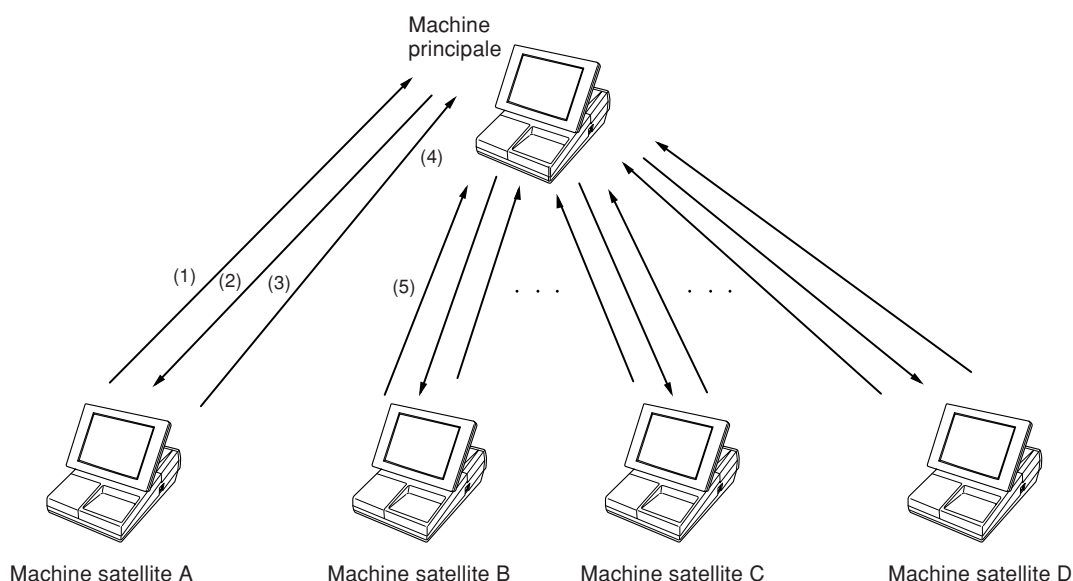 Machine
principale
(4)
(1)
(2)
(3)
(5)
. . .
. . .
Machine satellite A
Machine satellite B
Machine satellite C
Machine satellite D